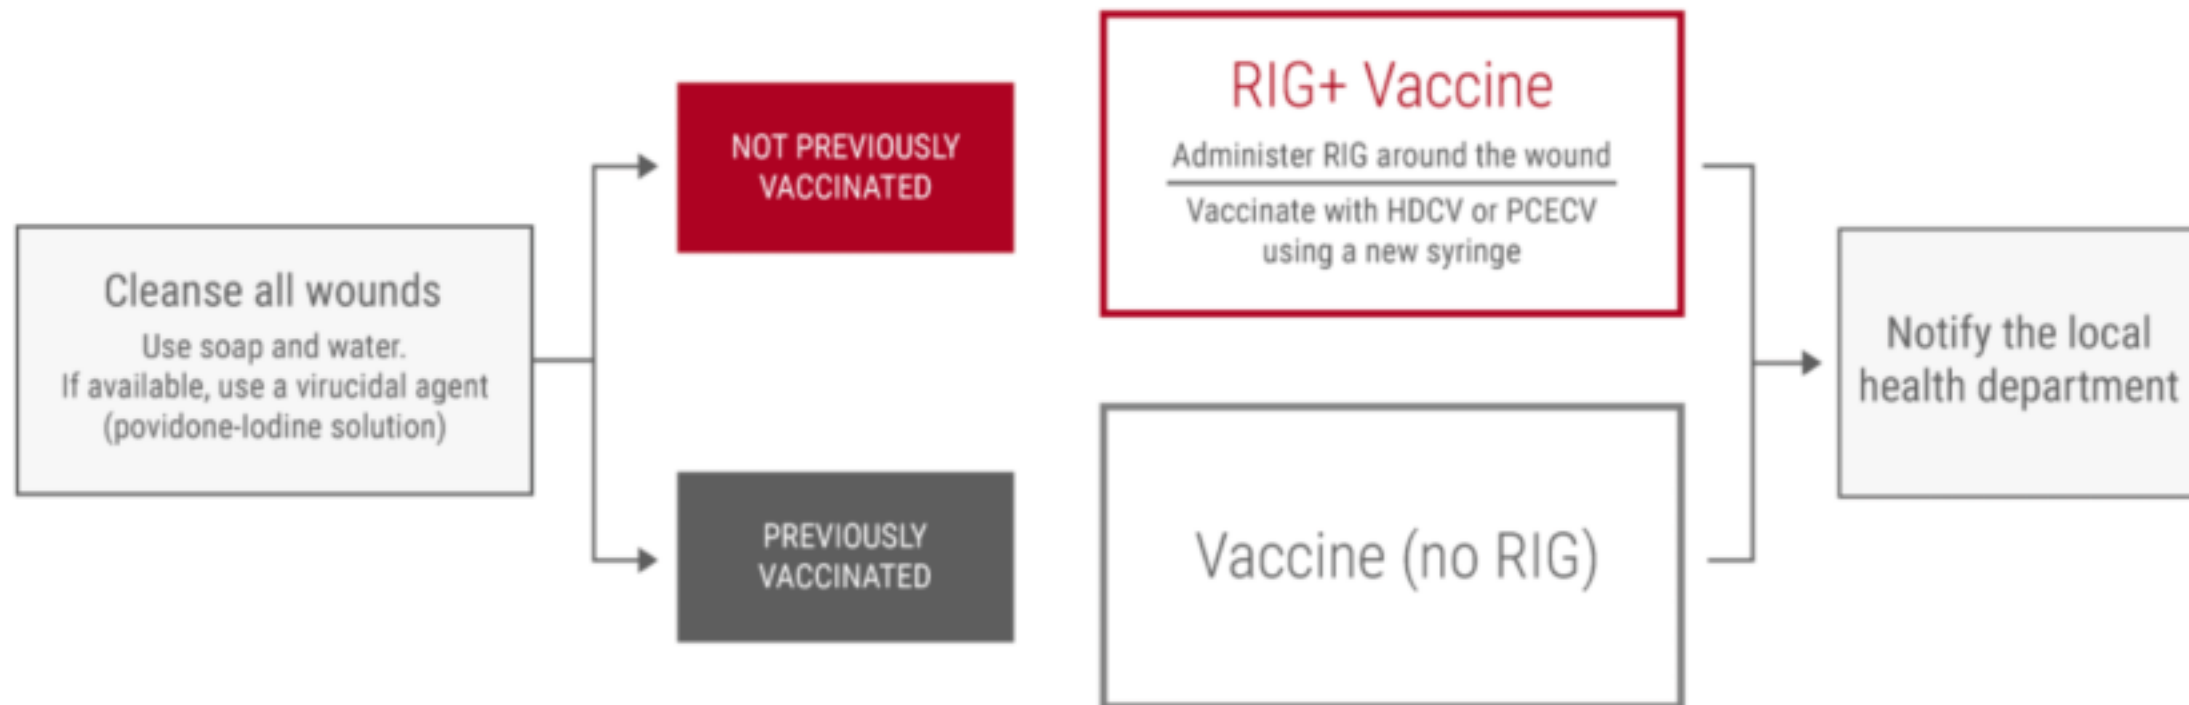 Cleanse all wounds
Use soap and water.
If available, use a virucidal agent
(povidone-Iodine solution)
NOT PREVIOUSLY
VACCINATED
RIG+ Vaccine
Administer RIG around the wound
Vaccinate with HDCV or PCECV
using a new syringe
PREVIOUSLY
VACCINATED
Vaccine (no RIG)
Notify the local
health department